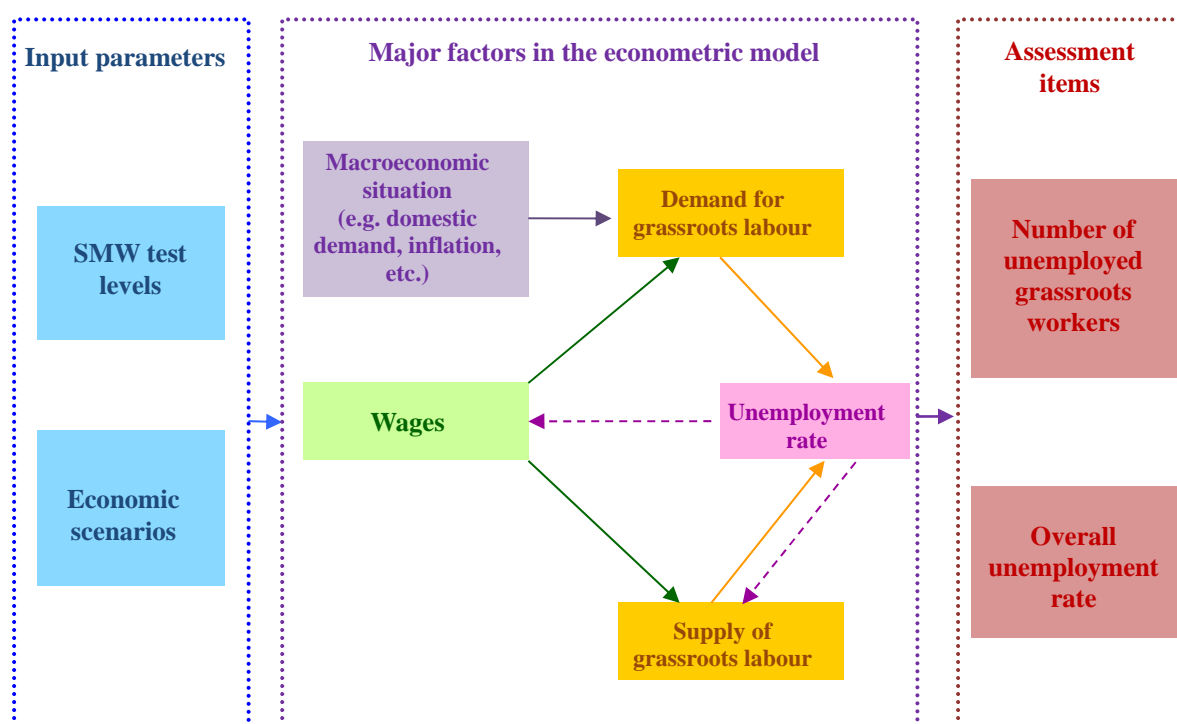 Input parameters
SMW test
levels
Economic
scenarios
Major factors in the econometric model
Macroeconomic
situation
(e.g. domestic
demand, inflation,
etc.)
Demand for
grassroots labour
Wages
Unemployment
rate
Supply of
grassroots labour
Assessment
items
Number of
unemployed
grassroots
workers
Overall
unemployment
rate